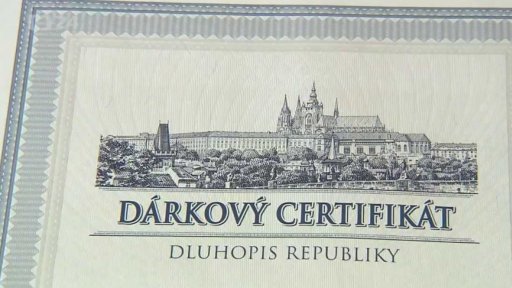 DÁRKOVÝ CERTIFIKÁT
DLUHOPIS REPUBLIKY